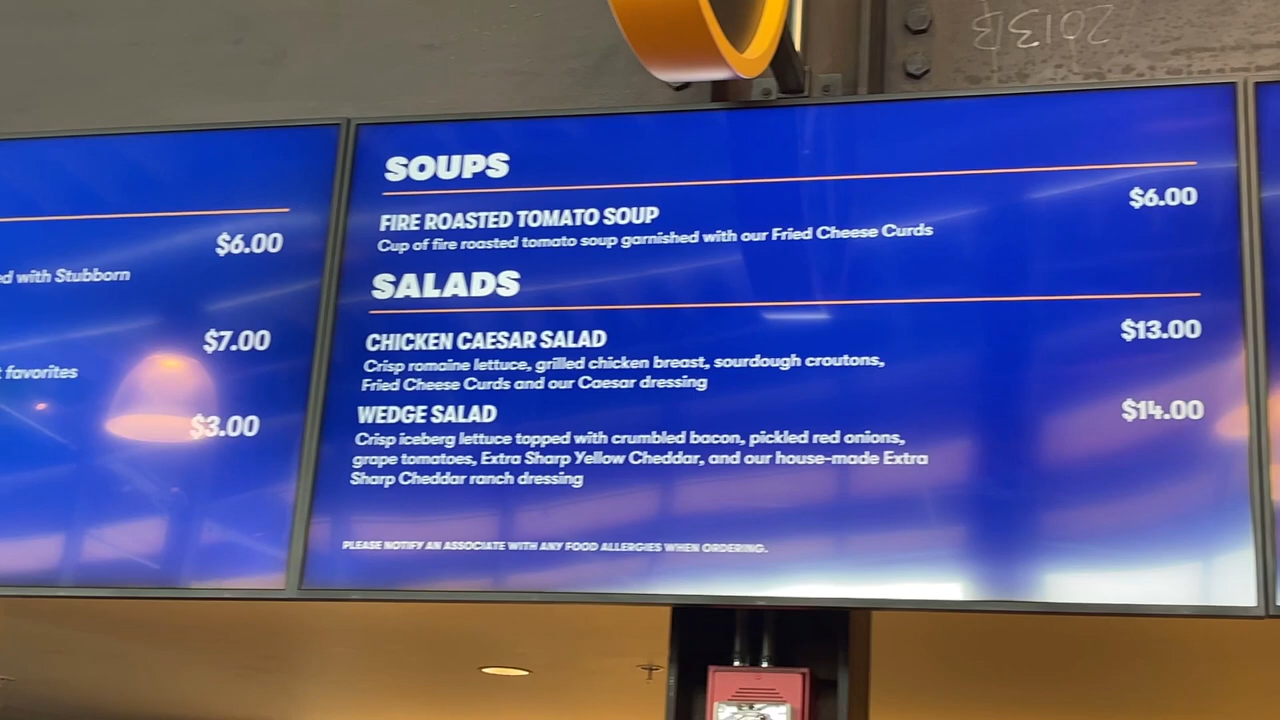 2013B
SOUPS
FIRE ROASTED TOMATO SOUP $6.00
Cup of fire roasted tomato soup garnished with our Fried Cheese Curds
SALADS
CHICKEN CAESAR SALAD $13.00
Crisp romaine lettuce, grilled chicken breast, sourdough croutons,
Fried Cheese Curds and our Caesar dressing
WEDGE SALAD $14.00
Crisp iceberg lettuce topped with crumbled bacon, pickled red onions,
grape tomatoes, Extra Sharp Yellow Cheddar, and our house-made Extra
Sharp Cheddar ranch dressing
PLEASE NOTIFY AN ASSOCIATE WITH ANY FOOD ALLERGIES WHEN ORDERING.
$6.00
with Stubborn
$7.00
favorites
$3.00